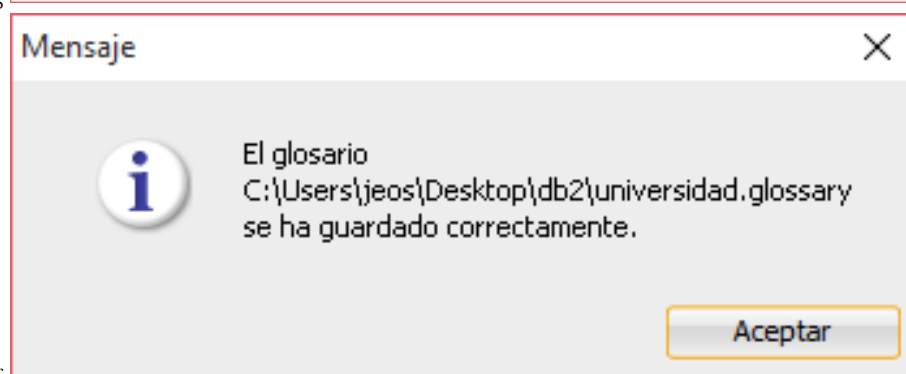 Mensaje
El glosario
C:\Users\jeos\Desktop\db2\universidad.glossary
se ha guardado correctamente.
Aceptar